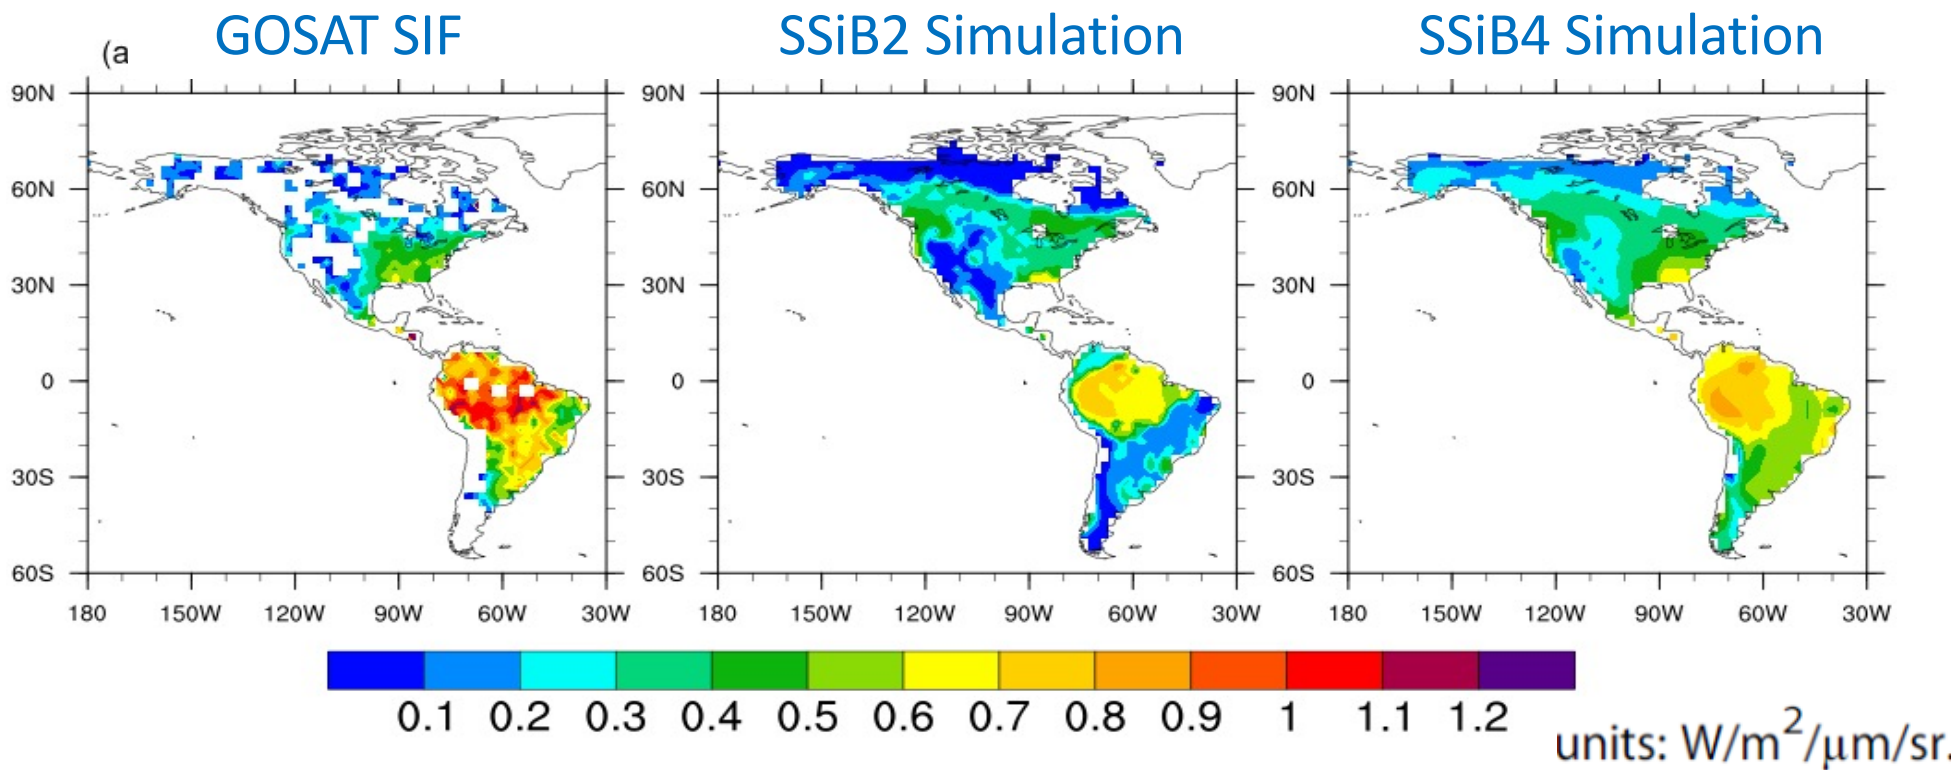 GOSAT SIF SSiB2 Simulation SSiB4 Simulation
(a
90N 90N 90N
60N 60N 60N
30N 30N 30N
0 0 0
30S 30S 30S
60S 60S 60S
180 150W 120W 90W 60W 30W 180 150W 120W 90W 60W 30W 180 150W 120W 90W 60W 30W
0.1 0.2 0.3 0.4 0.5 0.6 0.7 0.8 0.9 1 1.1 1.2
units: W/m²/μm/sr.